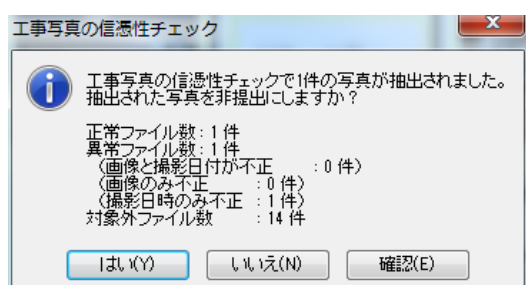 工事写真の信憑性チェック
工事写真の信憑性チェックで1件の写真が抽出されました。
抽出された写真を非提出にしますか？
正常ファイル数：1 件
異常ファイル数：1 件
（画像と撮影日付が不正　　：0 件）
（画像のみ不正　　　：0 件）
（撮影日時のみ不正　：1 件）
対象外ファイル数　　：14 件
はい(Y)　いいえ(N)　確認(E)